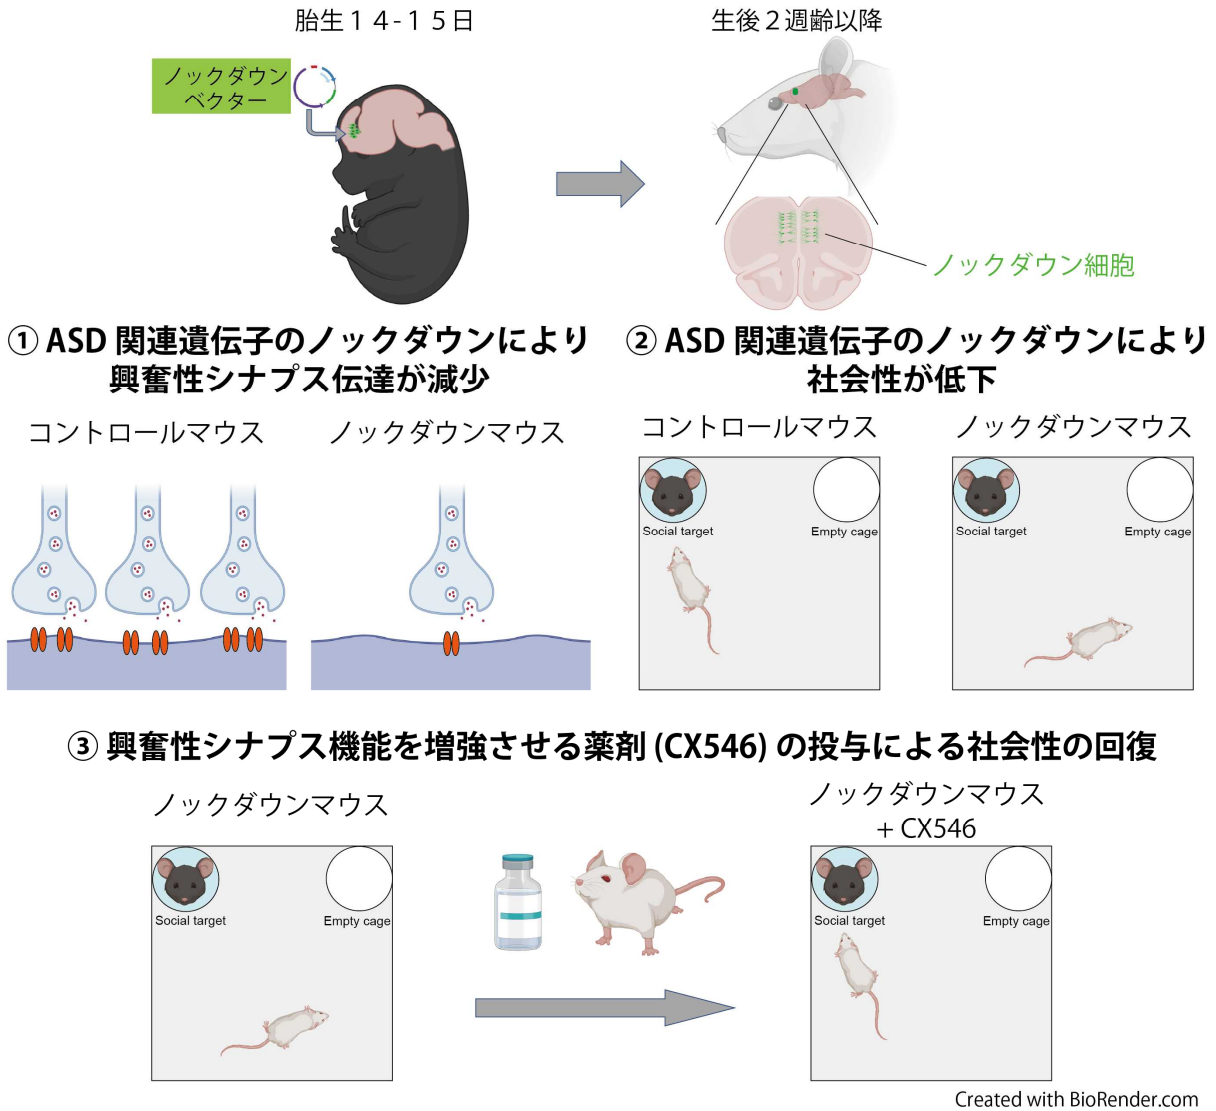 胎生１４-１５日
生後２週齢以降
ノックダウン
ベクター
ノックダウン細胞
① ASD 関連遺伝子のノックダウンにより
興奮性シナプス伝達が減少
コントロールマウス
ノックダウンマウス
② ASD 関連遺伝子のノックダウンにより
社会性が低下
コントロールマウス
ノックダウンマウス
Social target
Empty cage
Social target
Empty cage
③ 興奮性シナプス機能を増強させる薬剤 (CX546) の投与による社会性の回復
ノックダウンマウス
Social target
Empty cage
ノックダウンマウス
+ CX546
Social target
Empty cage
Created with BioRender.com